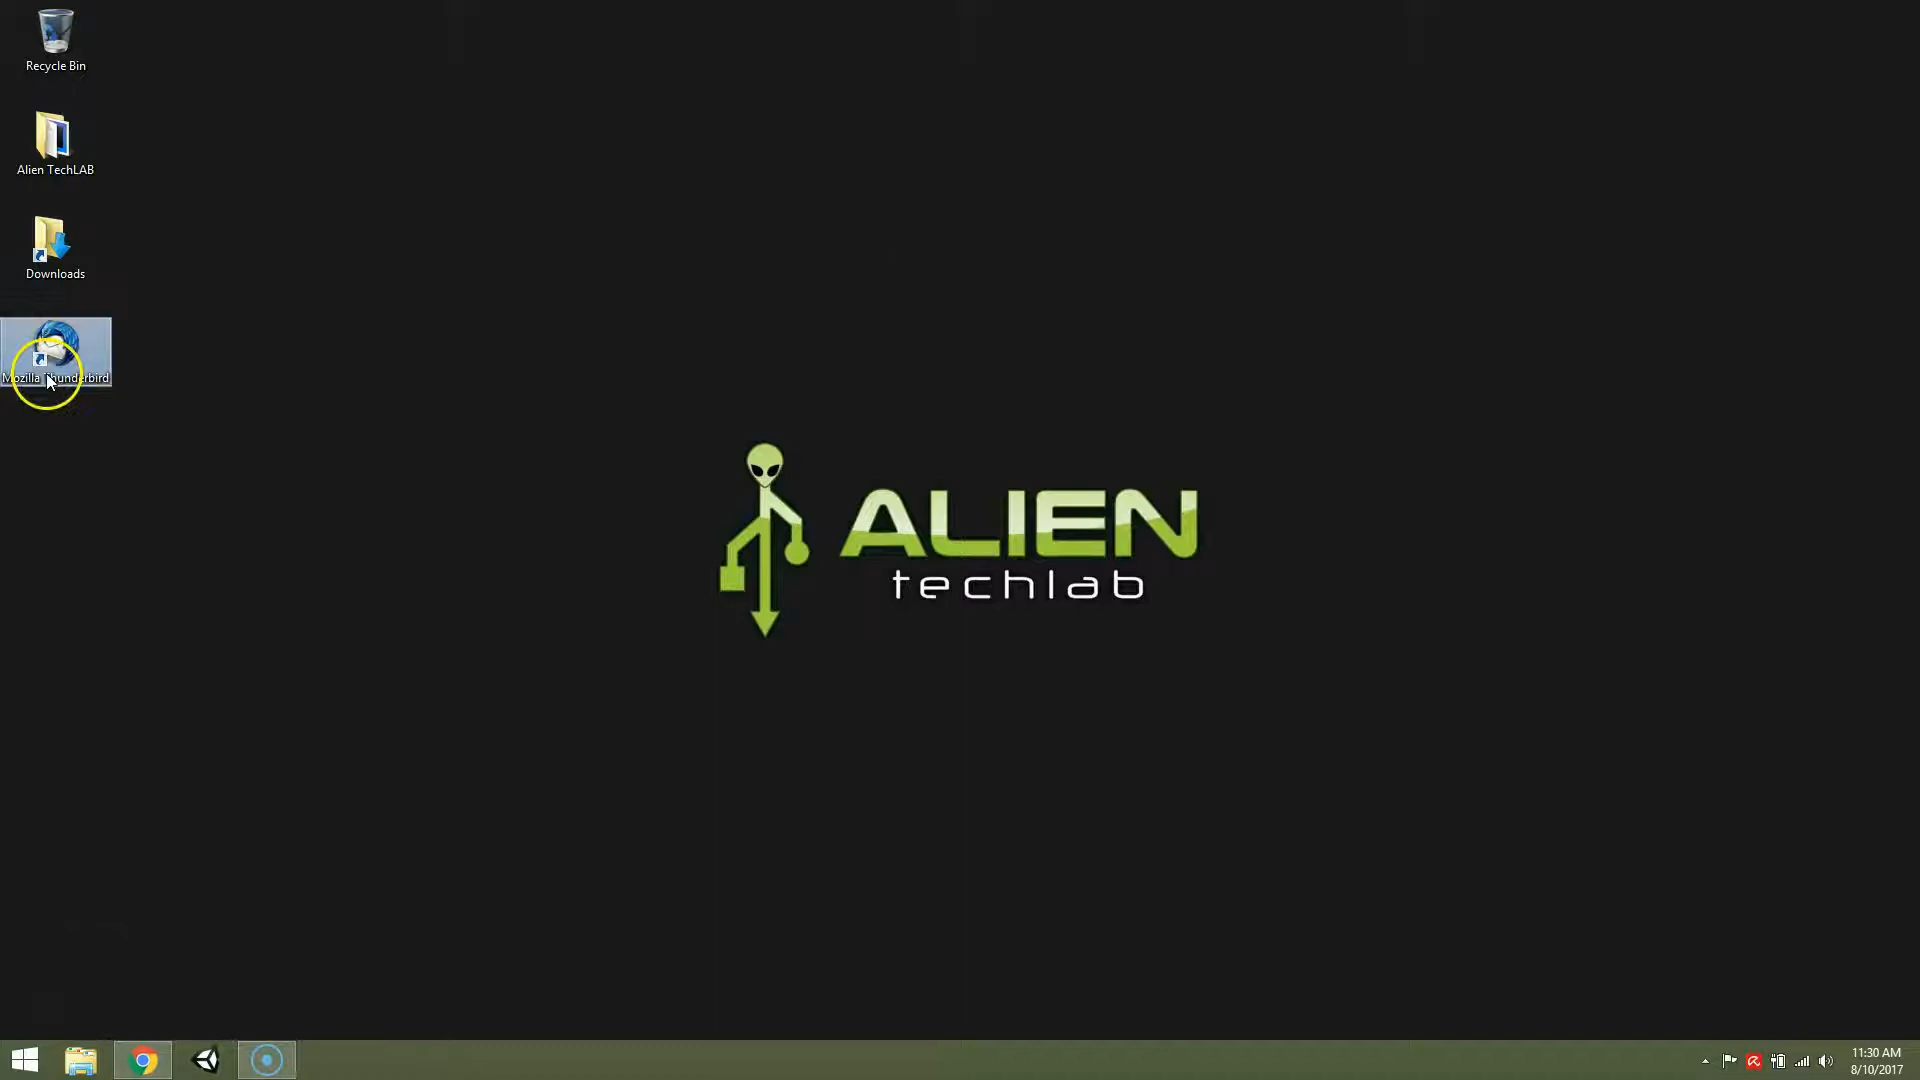 Recycle Bin
Alien TechLAB
Downloads
Mozilla Thunderbird
ALIEN
techlab
11:30 AM
8/10/2017